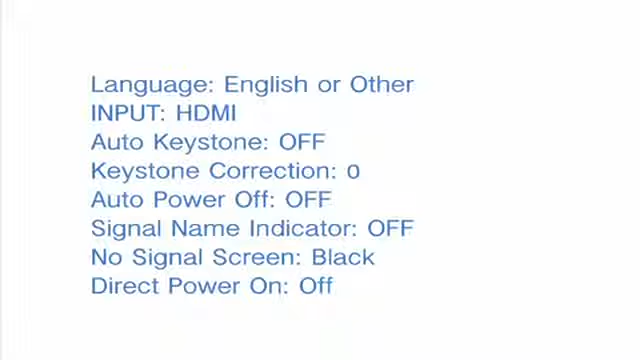 Language: English or Other
INPUT: HDMI
Auto Keystone: OFF
Keystone Correction: 0
Auto Power Off: OFF
Signal Name Indicator: OFF
No Signal Screen: Black
Direct Power On: Off